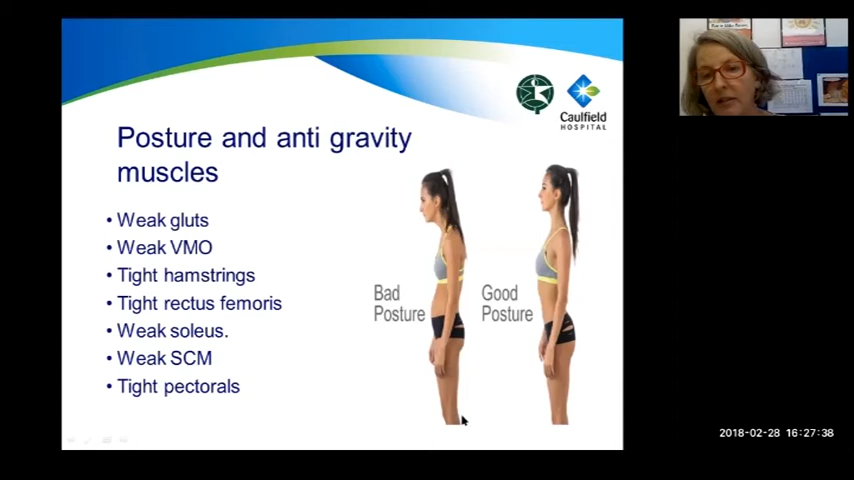 Caulfield
HOSPITAL
Posture and anti gravity
muscles
• Weak gluts
• Weak VMO
• Tight hamstrings
• Tight rectus femoris
• Weak soleus.
• Weak SCM
• Tight pectorals
Bad
Posture
Good
Posture
2018-02-28 16:27:38